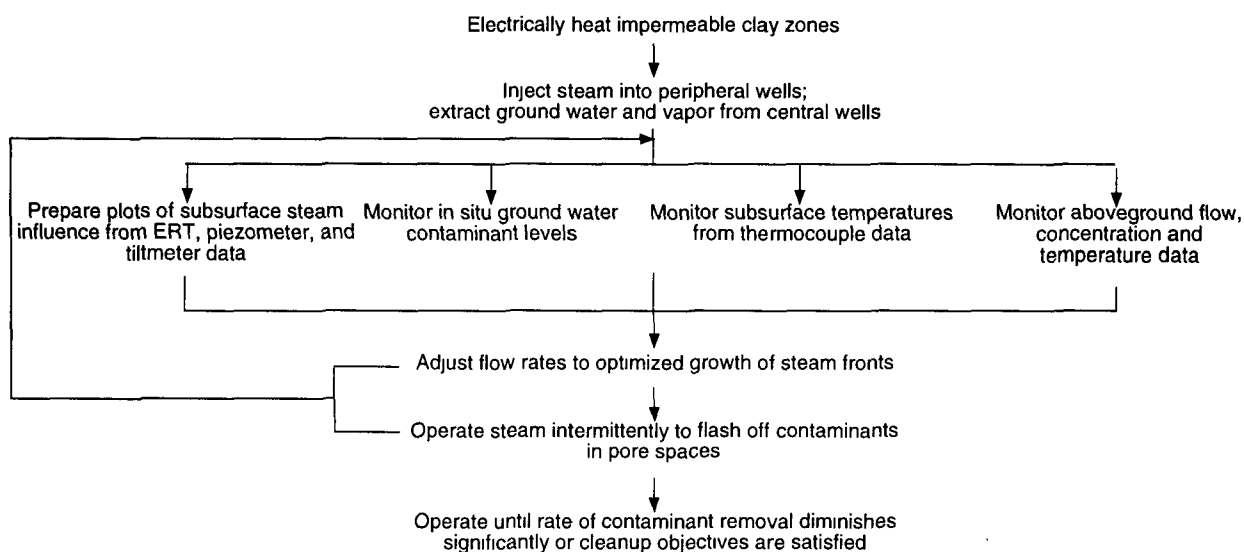 Electrically heat impermeable clay zones
Inject steam into peripheral wells;
extract ground water and vapor from central wells
Prepare plots of subsurface steam
influence from ERT, piezometer, and
tiltmeter data
Monitor in situ ground water
contaminant levels
Monitor subsurface temperatures
from thermocouple data
Monitor aboveground flow,
concentration and
temperature data
Adjust flow rates to optimized growth of steam fronts
Operate steam intermittently to flash off contaminants
in pore spaces
Operate until rate of contaminant removal diminishes
significantly or cleanup objectives are satisfied